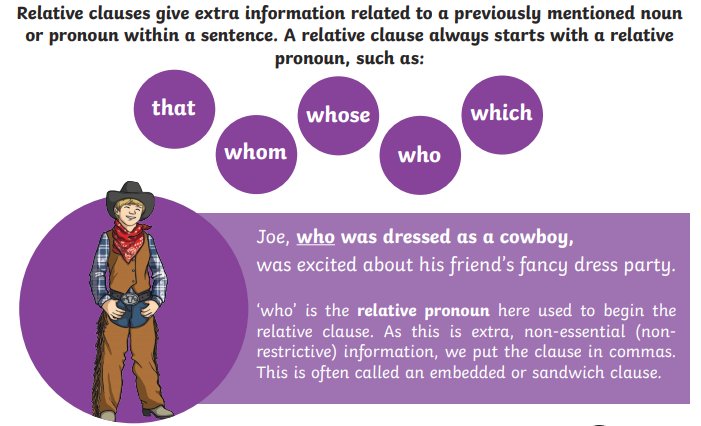 Relative clauses give extra information related to a previously mentioned noun
or pronoun within a sentence. A relative clause always starts with a relative
pronoun, such as:
that
whom
whose
who
which
Joe, who was dressed as a cowboy,
was excited about his friend's fancy dress party.
'who' is the relative pronoun here used to begin the
relative clause. As this is extra, non-essential (non-
restrictive) information, we put the clause in commas.
This is often called an embedded or sandwich clause.